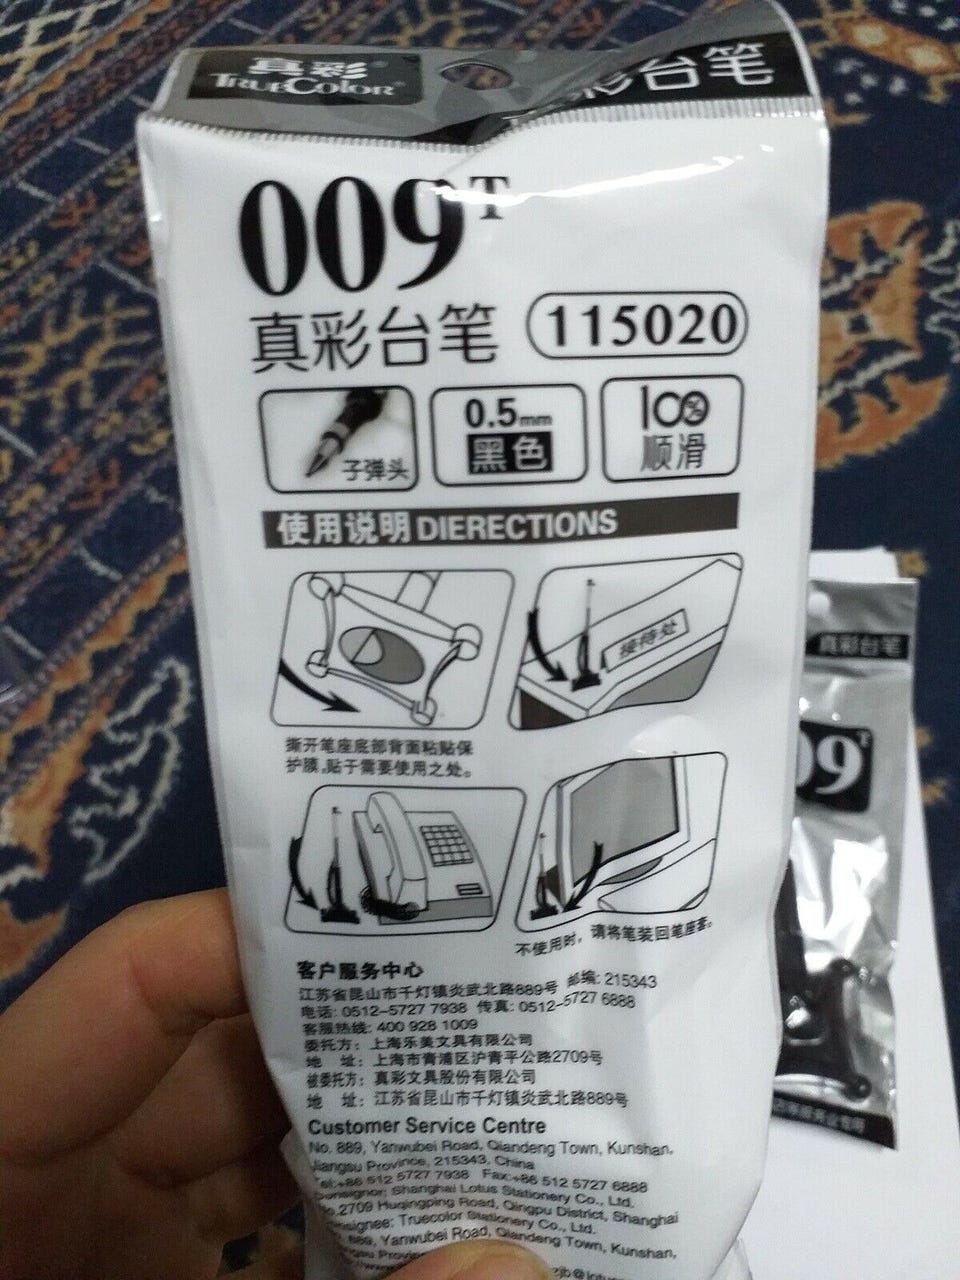 真彩
TRUECOLOR
彩台笔
009T
真彩台笔
115020
子弹头
0.5mm
黑色
100%
顺滑
使用说明 DIERECTIONS
接待处
撕开笔座底部背面粘贴保
护膜,贴于需要使用之处。
不使用时，请将笔装回笔座套。
客户服务中心
江苏省昆山市千灯镇炎武北路889号 邮编: 215343
电话: 0512-5727 7938 传真: 0512-5727 6888
客服热线: 400 928 1009
委托方: 上海乐美文具有限公司
地 址: 上海市青浦区沪青平公路2709号
被委托方: 真彩文具股份有限公司
地 址: 江苏省昆山市千灯镇炎武北路889号
Customer Service Centre
No. 889, Yanwubei Road, Qiandeng Town, Kunshan,
Jiangsu Province, 215343, China
Tel:+86 512 5727 7938 Fax:+86 512 5727 6888
Consignor: Shanghai Lotus Stationery Co., Ltd.
No.2709 Huqingping Road, Qingpu District, Shanghai
Consignee: Truecolor Stationery Co., Ltd.
889, Yanwubei Road, Qiandeng Town, Kunshan,
真彩台笔
09T